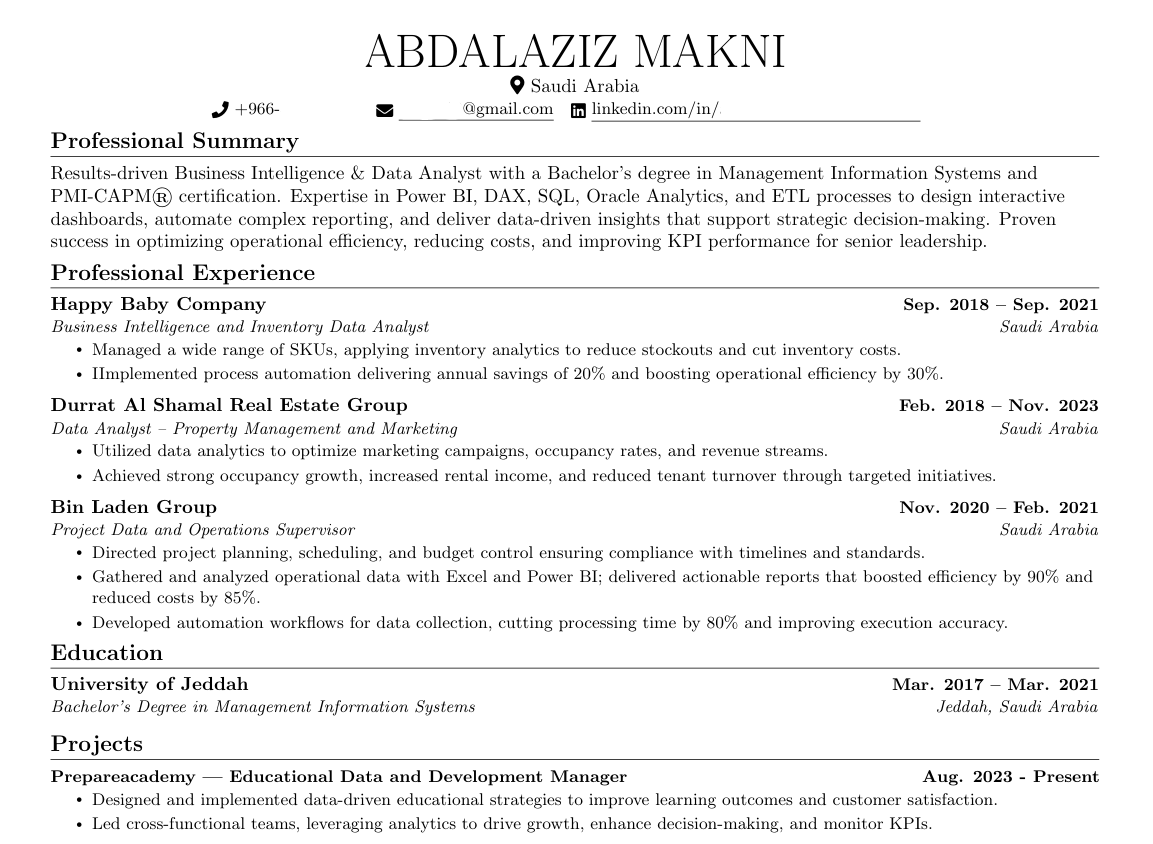 ABDALAZIZ MAKNI
Saudi Arabia
+966- @gmail.com linkedin.com/in/
Professional Summary
Results-driven Business Intelligence & Data Analyst with a Bachelor's degree in Management Information Systems and
PMI-CAPM® certification. Expertise in Power BI, DAX, SQL, Oracle Analytics, and ETL processes to design interactive
dashboards, automate complex reporting, and deliver data-driven insights that support strategic decision-making. Proven
success in optimizing operational efficiency, reducing costs, and improving KPI performance for senior leadership.
Professional Experience
Happy Baby Company Sep. 2018 – Sep. 2021
Business Intelligence and Inventory Data Analyst Saudi Arabia
• Managed a wide range of SKUs, applying inventory analytics to reduce stockouts and cut inventory costs.
• IImplemented process automation delivering annual savings of 20% and boosting operational efficiency by 30%.
Durrat Al Shamal Real Estate Group Feb. 2018 – Nov. 2023
Data Analyst – Property Management and Marketing Saudi Arabia
• Utilized data analytics to optimize marketing campaigns, occupancy rates, and revenue streams.
• Achieved strong occupancy growth, increased rental income, and reduced tenant turnover through targeted initiatives.
Bin Laden Group Nov. 2020 – Feb. 2021
Project Data and Operations Supervisor Saudi Arabia
• Directed project planning, scheduling, and budget control ensuring compliance with timelines and standards.
• Gathered and analyzed operational data with Excel and Power BI; delivered actionable reports that boosted efficiency by 90% and
reduced costs by 85%.
• Developed automation workflows for data collection, cutting processing time by 80% and improving execution accuracy.
Education
University of Jeddah Mar. 2017 – Mar. 2021
Bachelor's Degree in Management Information Systems Jeddah, Saudi Arabia
Projects
Prepareacademy — Educational Data and Development Manager Aug. 2023 - Present
• Designed and implemented data-driven educational strategies to improve learning outcomes and customer satisfaction.
• Led cross-functional teams, leveraging analytics to drive growth, enhance decision-making, and monitor KPIs.